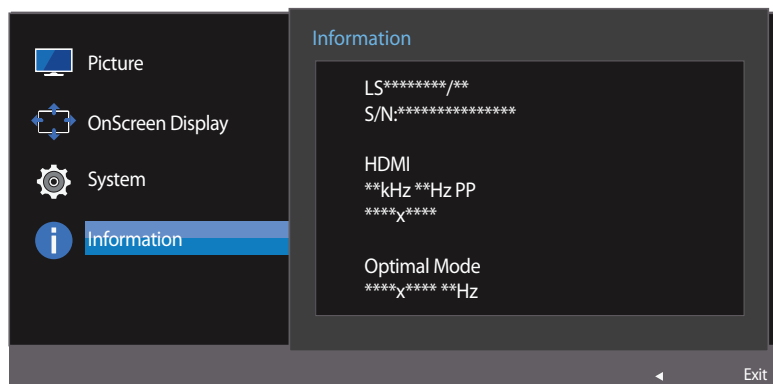 Picture
OnScreen Display
System
Information
Information
LS********/**
S/N:***************
HDMI
**kHz **Hz PP
****x****
Optimal Mode
****x**** **Hz
Exit